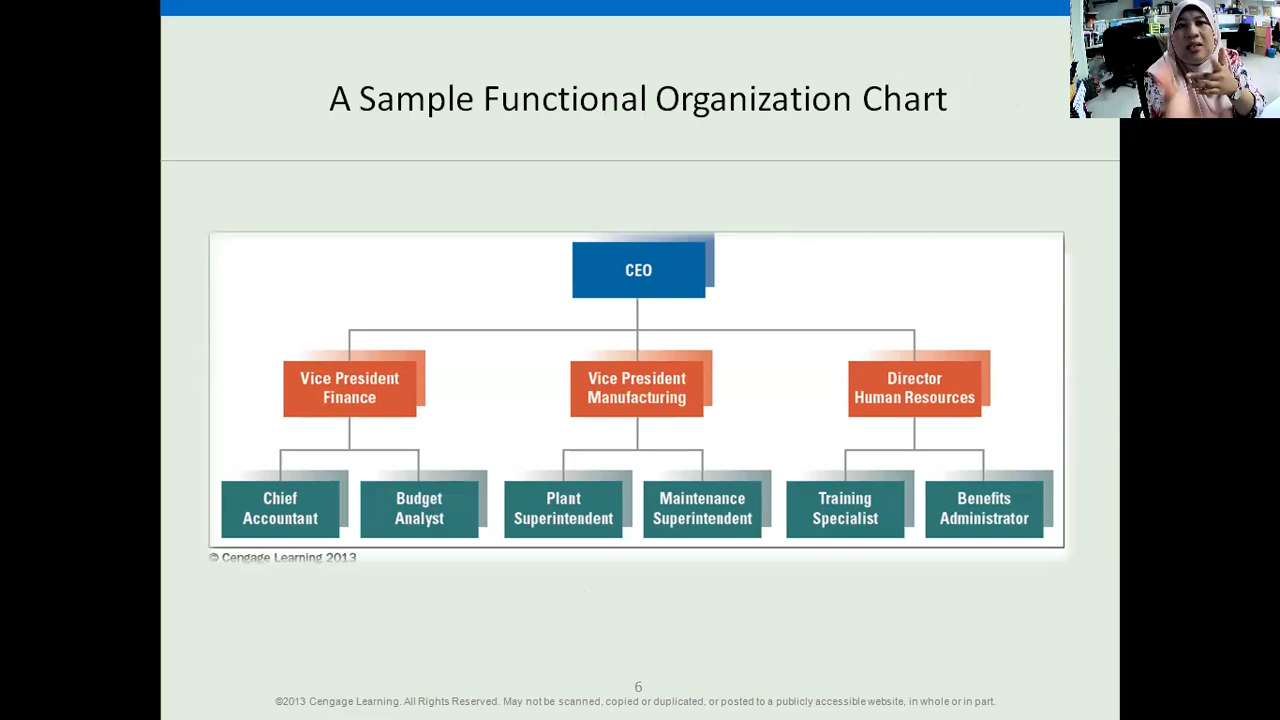 A Sample Functional Organization Chart
CEO
Vice President
Finance
Vice President
Manufacturing
Director
Human Resources
Chief
Accountant
Budget
Analyst
Plant
Superintendent
Maintenance
Superintendent
Training
Specialist
Benefits
Administrator
© Cengage Learning 2013
6
©2013 Cengage Learning. All Rights Reserved. May not be scanned, copied or duplicated, or posted to a publicly accessible website, in whole or in part.